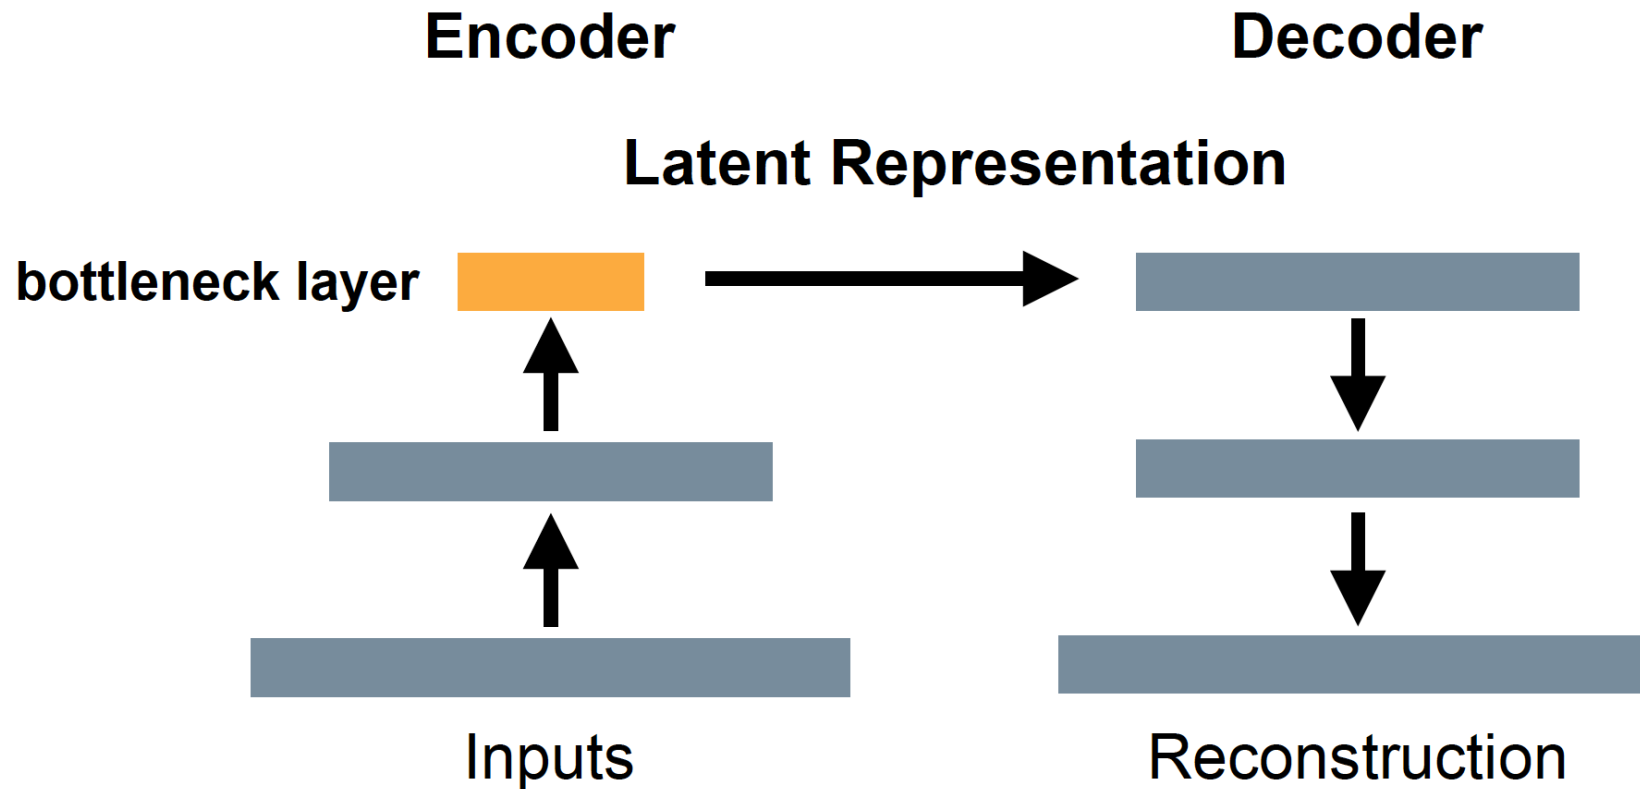 Encoder
Decoder
Latent Representation
bottleneck layer
Inputs
Reconstruction